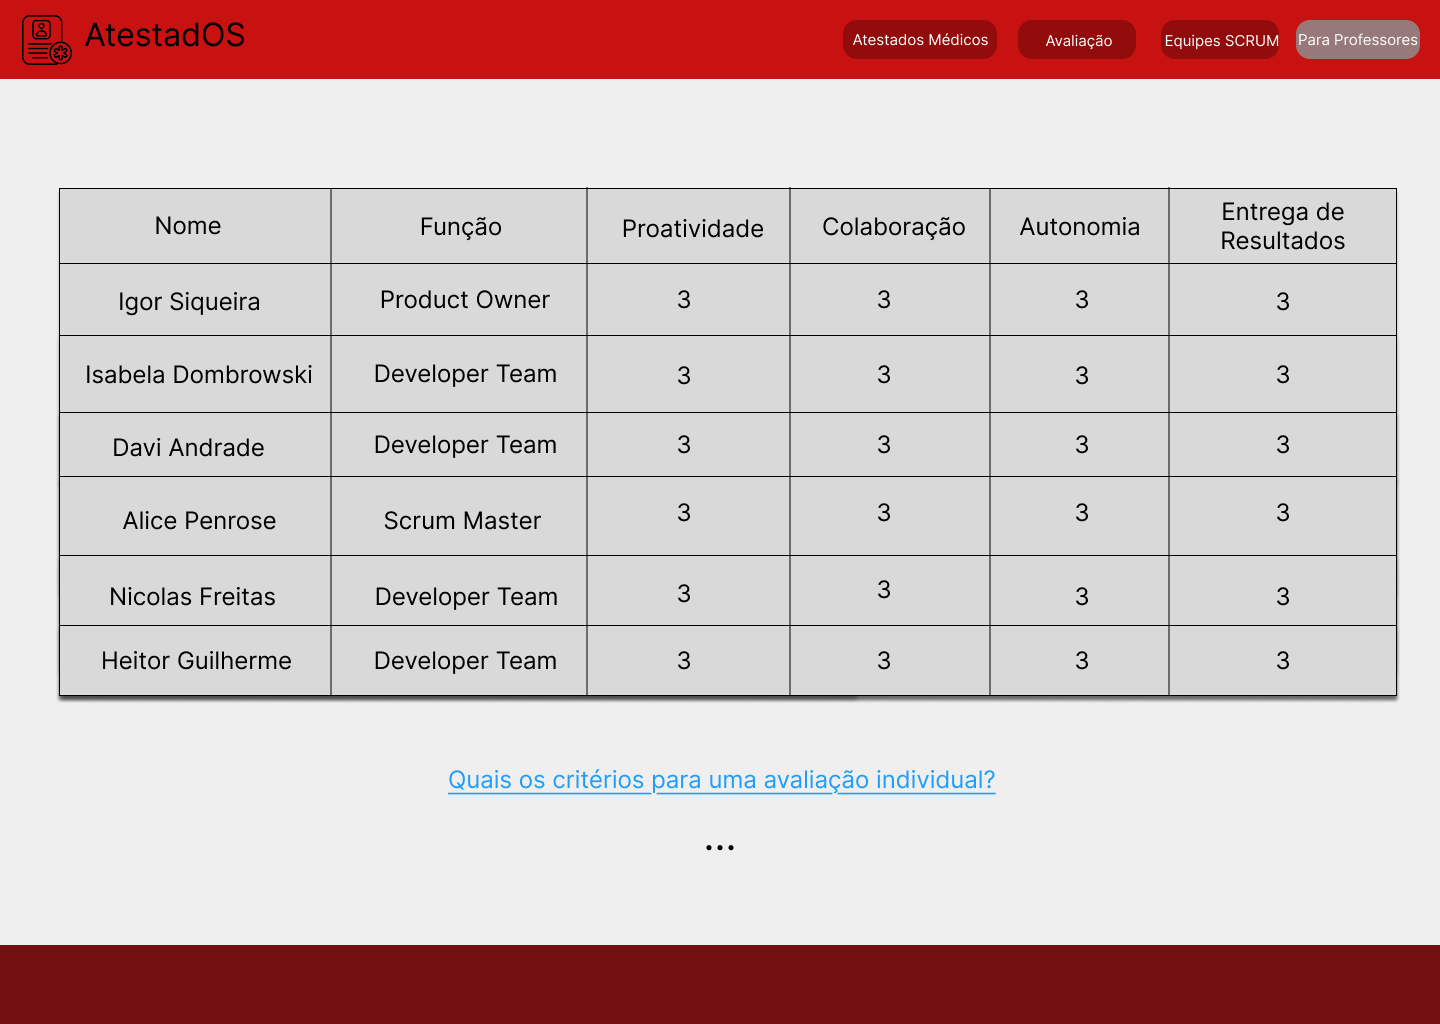 AtestadOS
Atestados Médicos
Avaliação
Equipes SCRUM
Para Professores
Nome
Função
Proatividade
Colaboração
Autonomia
Entrega de
Resultados
Igor Siqueira
Product Owner
3
3
3
3
Isabela Dombrowski
Developer Team
3
3
3
3
Davi Andrade
Developer Team
3
3
3
3
Alice Penrose
Scrum Master
3
3
3
3
Nicolas Freitas
Developer Team
3
3
3
3
Heitor Guilherme
Developer Team
3
3
3
3
Quais os critérios para uma avaliação individual?
...